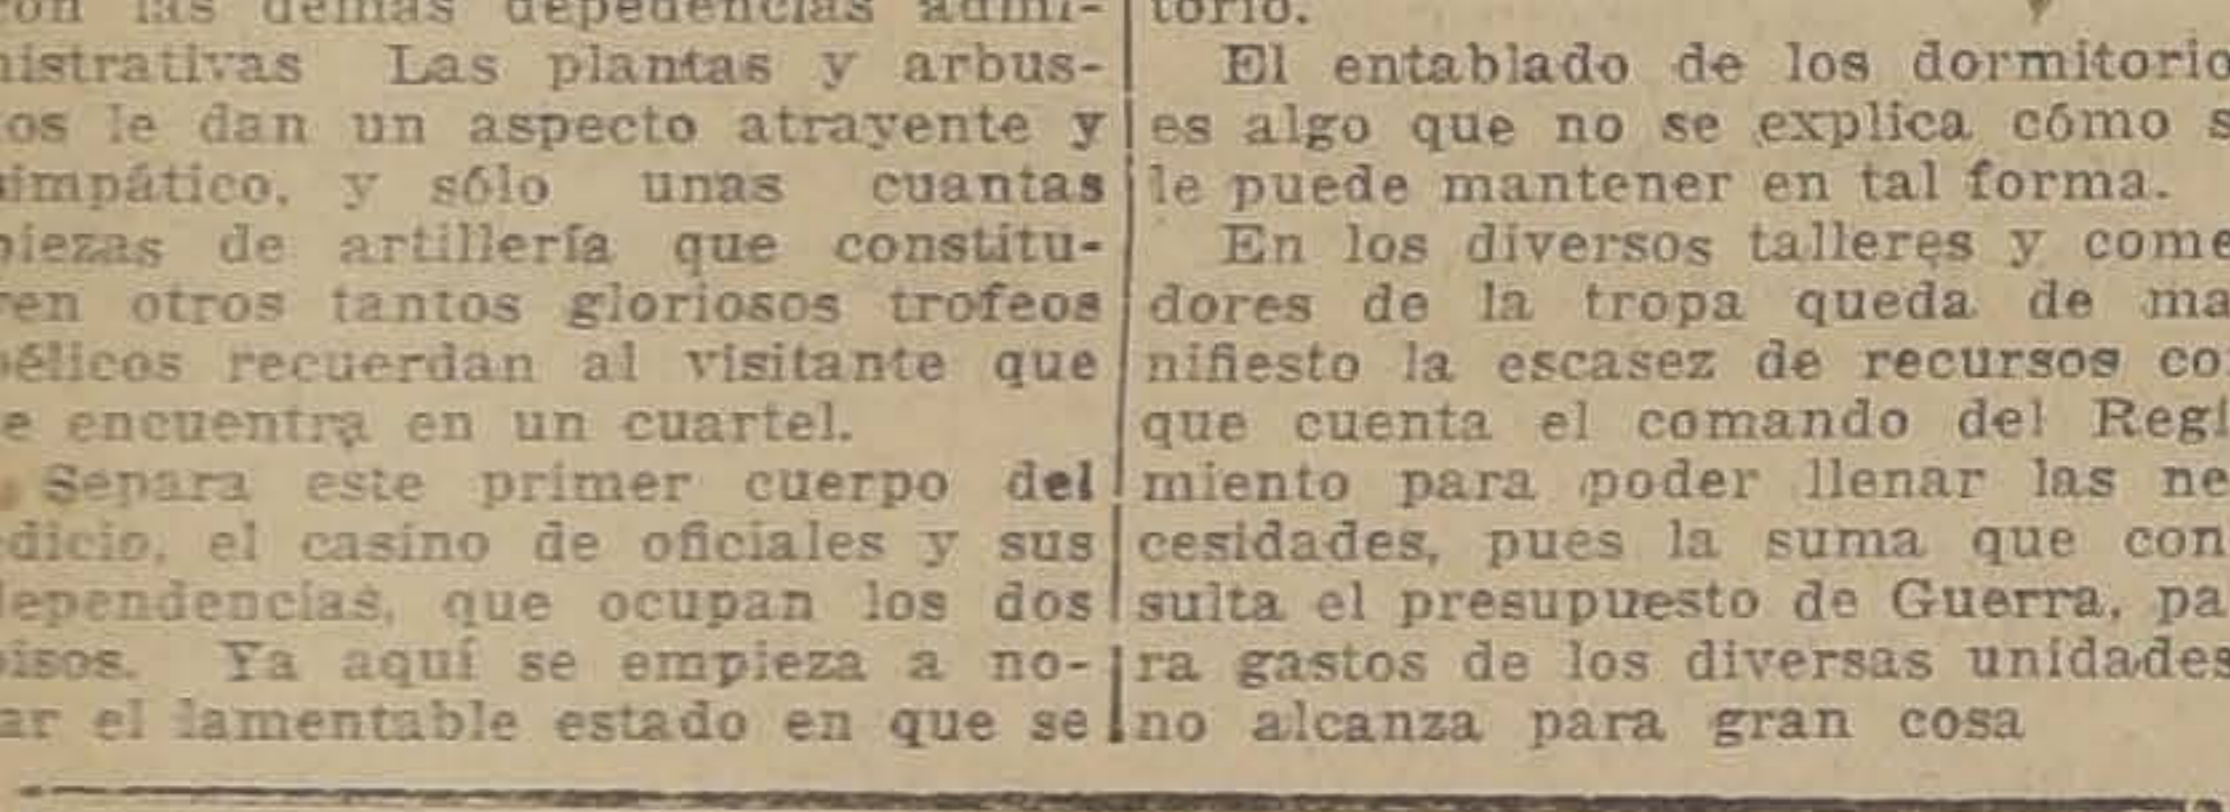 on las demás depedencias admi-
nistrativas Las plantas y arbus-
os le dan un aspecto atrayente y
simpático, y sólo unas cuantas
piezas de artillería que constitu-
yen otros tantos gloriosos trofeos
bélicos recuerdan al visitante que
e encuentra en un cuartel.
Separa este primer cuerpo del
dicio, el casino de oficiales y sus
dependencias, que ocupan los dos
pisos. Ya aquí se empieza a no-
ar el lamentable estado en que se
torio.
El entablado de los dormitorio
es algo que no se explica cómo s
le puede mantener en tal forma.
En los diversos talleres y come
dores de la tropa queda de ma
nifiesto la escasez de recursos co
que cuenta el comando del Regi
miento para poder llenar las ne
cesidades, pues la suma que con
sulta el presupuesto de Guerra, pa
ra gastos de los diversas unidades
no alcanza para gran cosa